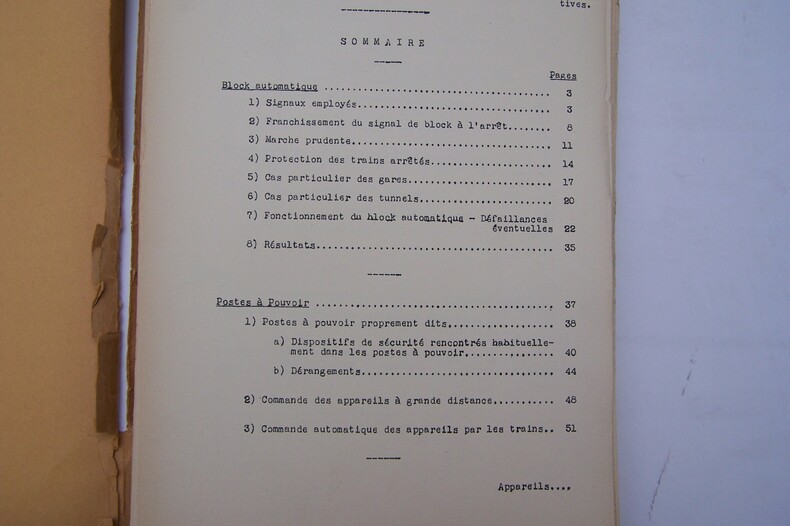 tives.
SOMMAIRE
Pages
Block automatique ........................................ 3
1) Signaux employés................................... 3
2) Franchissement du signal de block à l'arrêt........ 8
3) Marche prudente.................................... 11
4) Protection des trains arrêtés...................... 14
5) Cas particulier des gares.......................... 17
6) Cas particulier des tunnels........................ 20
7) Fonctionnement du block automatique - Défaillances
éventuelles 22
8) Résultats.......................................... 35
Postes à Pouvoir .......................................... 37
1) Postes à pouvoir proprement dits................... 38
a) Dispositifs de sécurité rencontrés habituelle-
ment dans les postes à pouvoir................ 40
b) Dérangements................................... 44
2) Commande des appareils à grande distance........... 48
3) Commande automatique des appareils par les trains.. 51
Appareils....